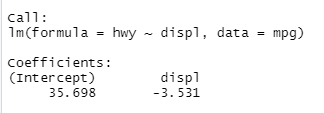 Call:
lm(formula = hwy ~ displ, data = mpg)
Coefficients:
(Intercept)        displ
     35.698       -3.531